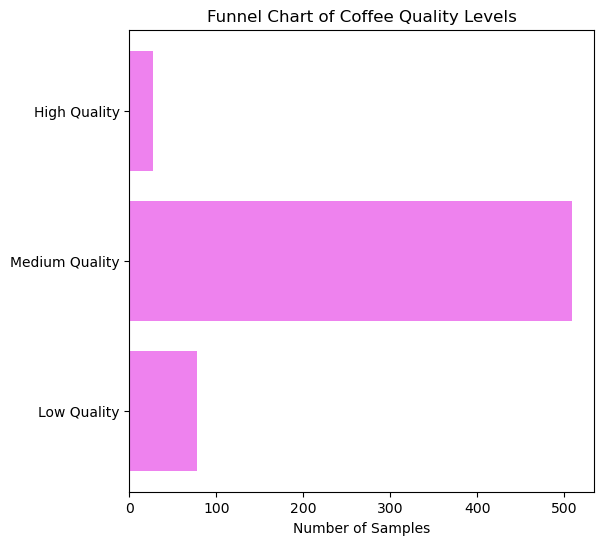 Funnel Chart of Coffee Quality Levels
High Quality
Medium Quality
Low Quality
0 100 200 300 400 500
Number of Samples